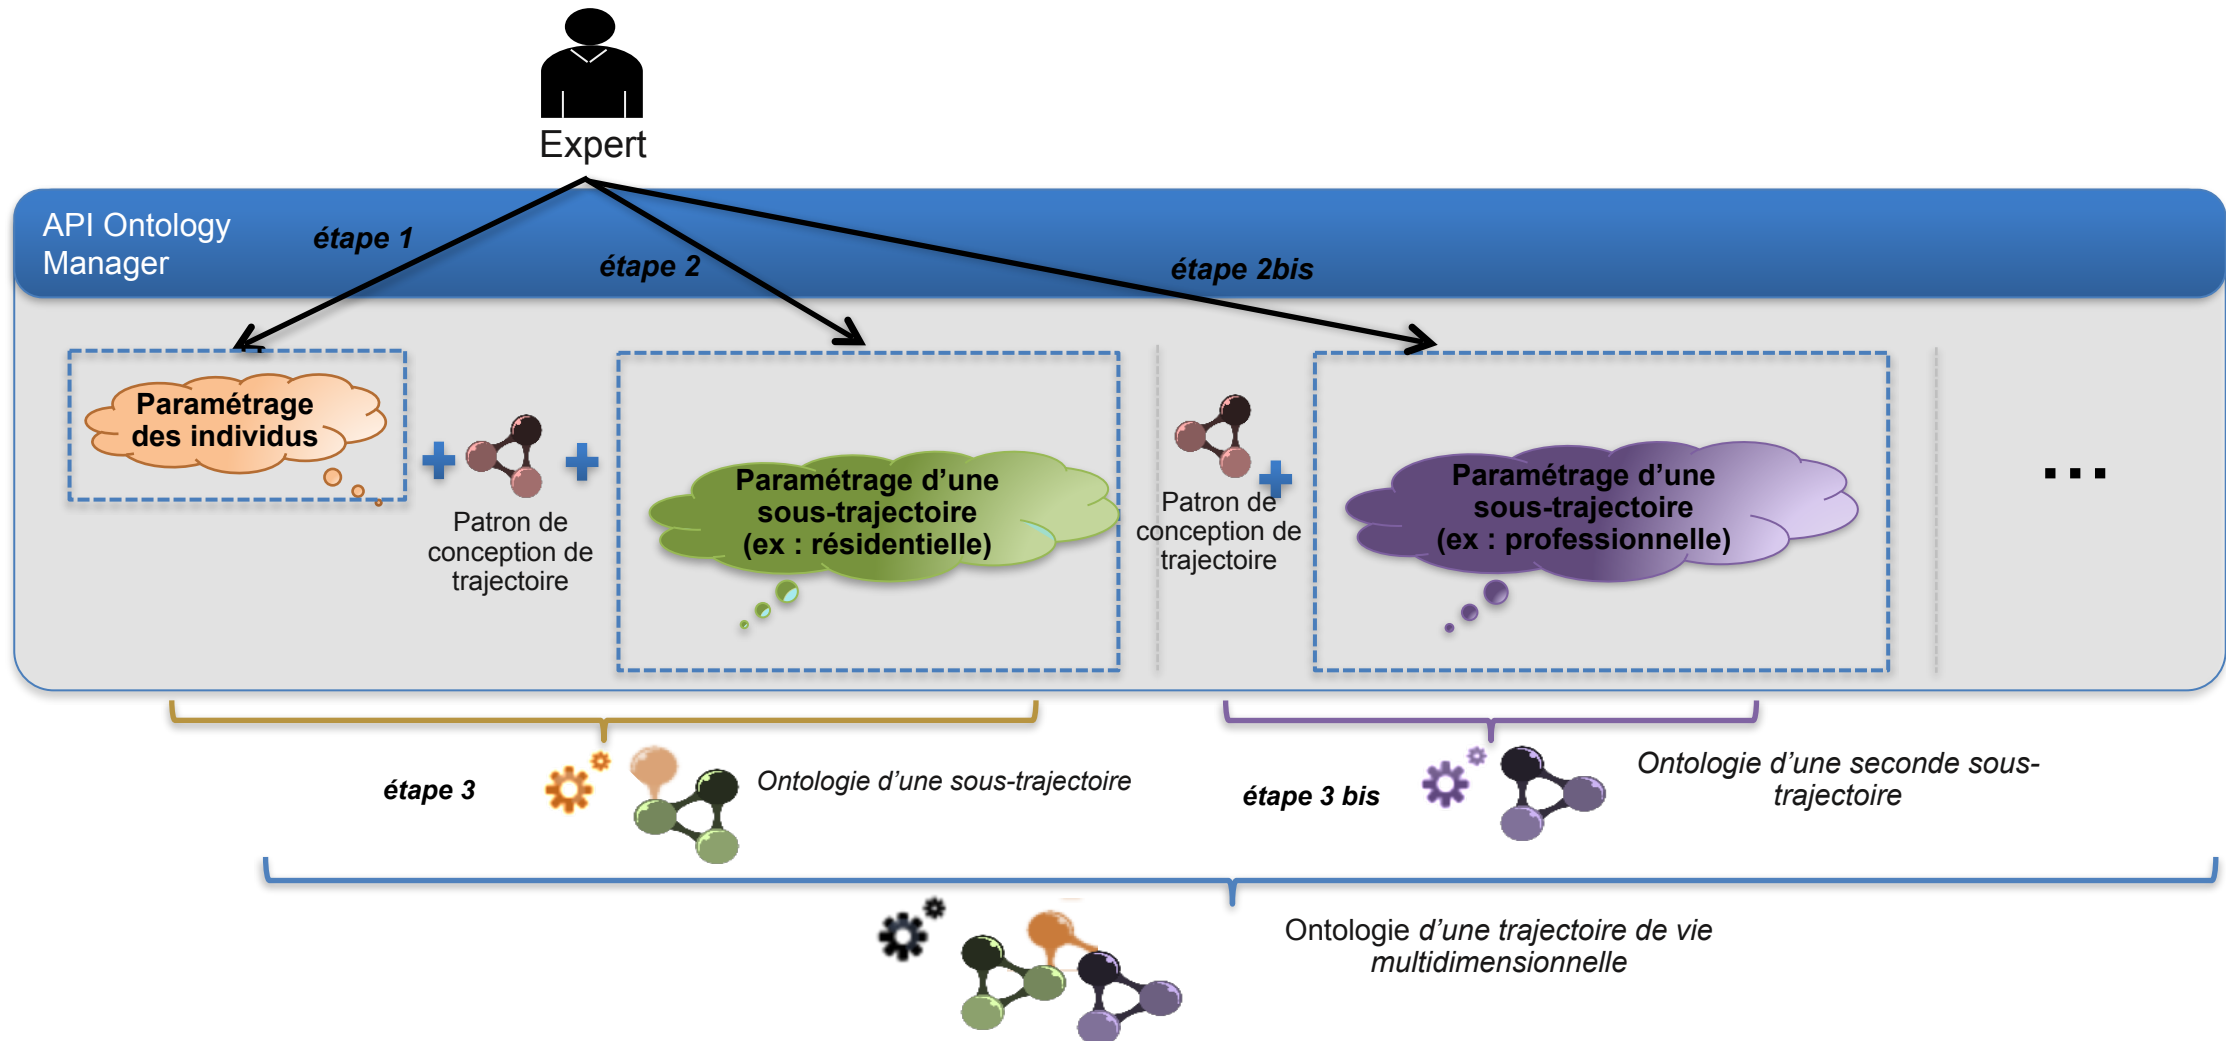 Expert
API Ontology
Manager
étape 1
étape 2
étape 2bis
Paramétrage
des individus
Patron de
conception de
trajectoire
Paramétrage d’une
sous-trajectoire
(ex : résidentielle)
Patron de
conception de
trajectoire
Paramétrage d’une
sous-trajectoire
(ex : professionnelle)
...
étape 3
Ontologie d’une sous-trajectoire
étape 3 bis
Ontologie d’une seconde sous-
trajectoire
Ontologie d’une trajectoire de vie
multidimensionnelle